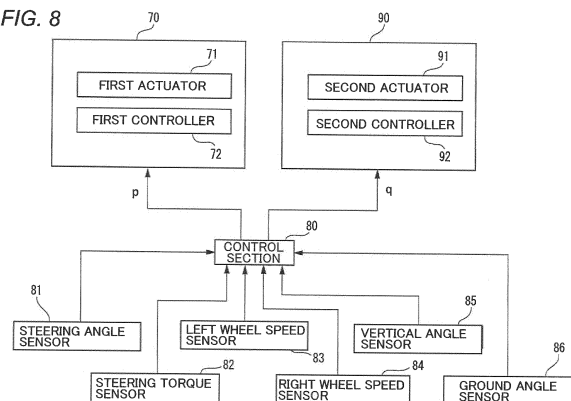 FIG. 8
70
90
71
FIRST ACTUATOR
FIRST CONTROLLER
72
91
SECOND ACTUATOR
SECOND CONTROLLER
92
p
q
80
CONTROL
SECTION
81
STEERING ANGLE
SENSOR
LEFT WHEEL SPEED
SENSOR
83
85
VERTICAL ANGLE
SENSOR
82
STEERING TORQUE
SENSOR
84
RIGHT WHEEL SPEED
SENSOR
86
GROUND ANGLE
SENSOR